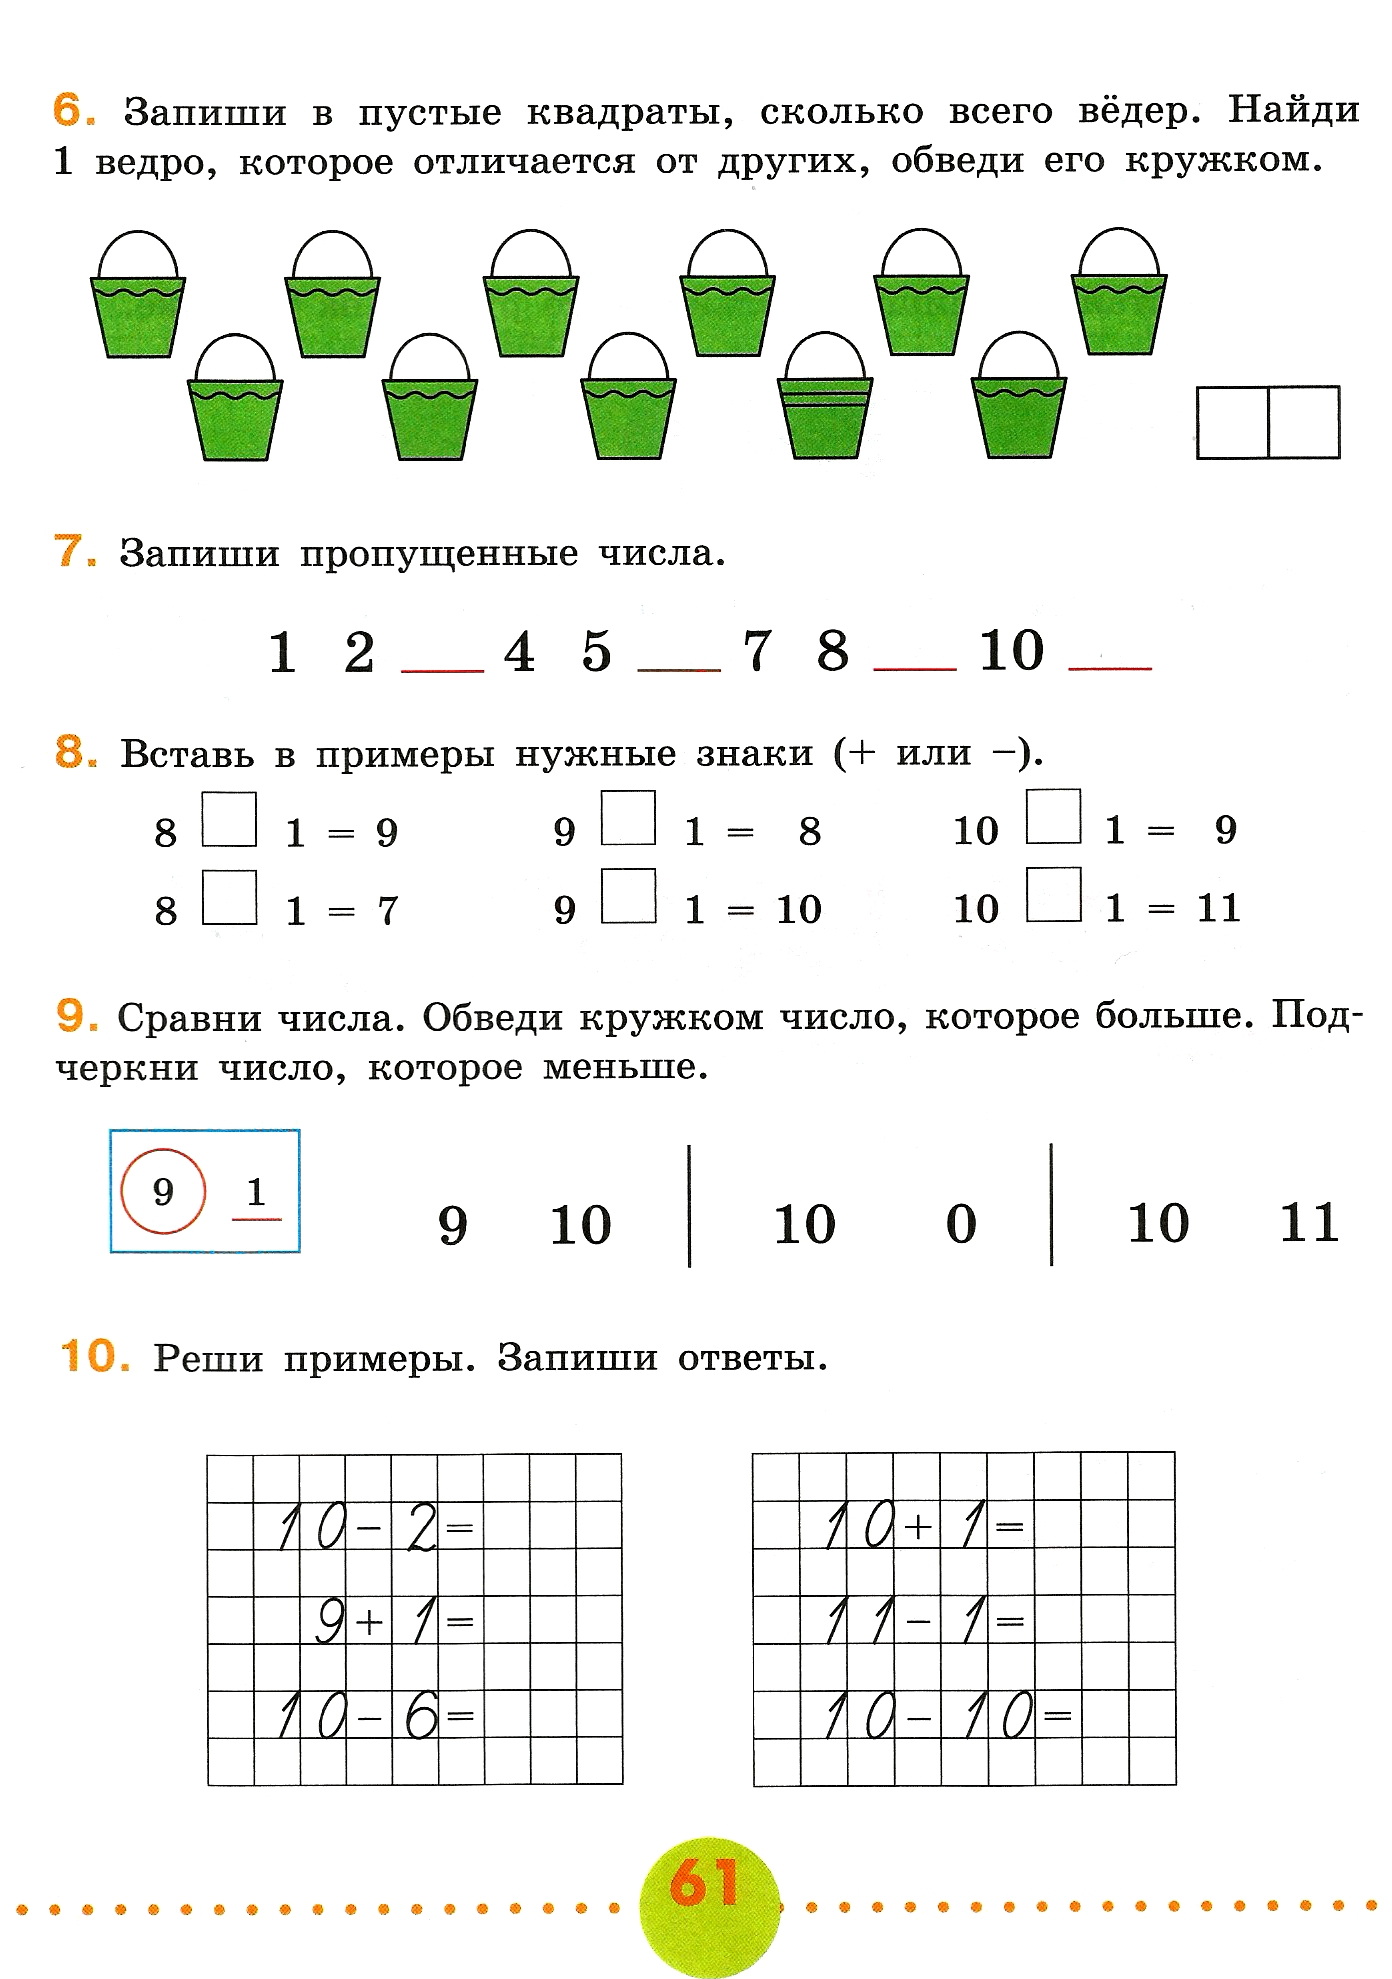 6. Запиши в пустые квадраты, сколько всего вёдер. Найди
1 ведро, которое отличается от других, обведи его кружком.
7. Запиши пропущенные числа.
1 2 ___ 4 5 ___ 7 8 ___ 10 ___
8. Вставь в примеры нужные знаки (+ или −).
8 □ 1 = 9 9 □ 1 = 8 10 □ 1 = 9
8 □ 1 = 7 9 □ 1 = 10 10 □ 1 = 11
9. Сравни числа. Обведи кружком число, которое больше. Под-
черкни число, которое меньше.
9 1 9 10 10 0 10 11
10. Реши примеры. Запиши ответы.
10 − 2 = 10 + 1 =
9 + 1 = 11 − 1 =
10 − 6 = 10 − 10 =
61